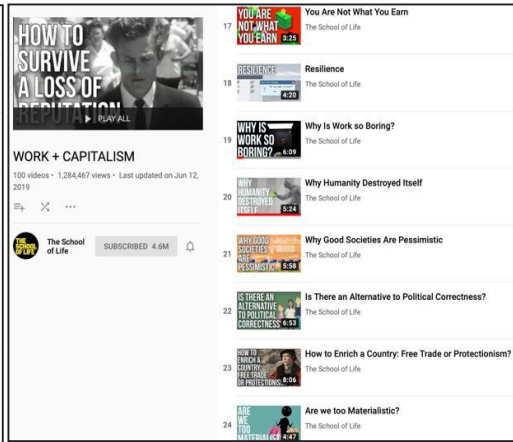 HOW TO
SURVIVE
A LOSS OF
REPUTATION
PLAY ALL
WORK + CAPITALISM
100 videos • 1,284,467 views • Last updated on Jun 12,
2019
THE
SCHOOL
OF LIFE
The School
of Life
SUBSCRIBED 4.6M
17
YOU ARE
NOT WHAT
YOU EARN
3:25
You Are Not What You Earn
The School of Life
18
RESILIENCE
4:20
Resilience
The School of Life
19
WHY IS
WORK SO
BORING?
6:09
Why Is Work so Boring?
The School of Life
20
WHY
HUMANITY
DESTROYED
ITSELF
5:24
Why Humanity Destroyed Itself
The School of Life
21
WHY GOOD
SOCIETIES
ARE
PESSIMISTIC
5:58
Why Good Societies Are Pessimistic
The School of Life
22
IS THERE AN
ALTERNATIVE
TO POLITICAL
CORRECTNESS
6:53
Is There an Alternative to Political Correctness?
The School of Life
23
HOW TO
ENRICH A
COUNTRY:
FREE TRADE
OR PROTECTIONISM?
8:06
How to Enrich a Country: Free Trade or Protectionism?
The School of Life
24
ARE
WE
TOO
MATERIALIST
4:47
Are we too Materialistic?
The School of Life